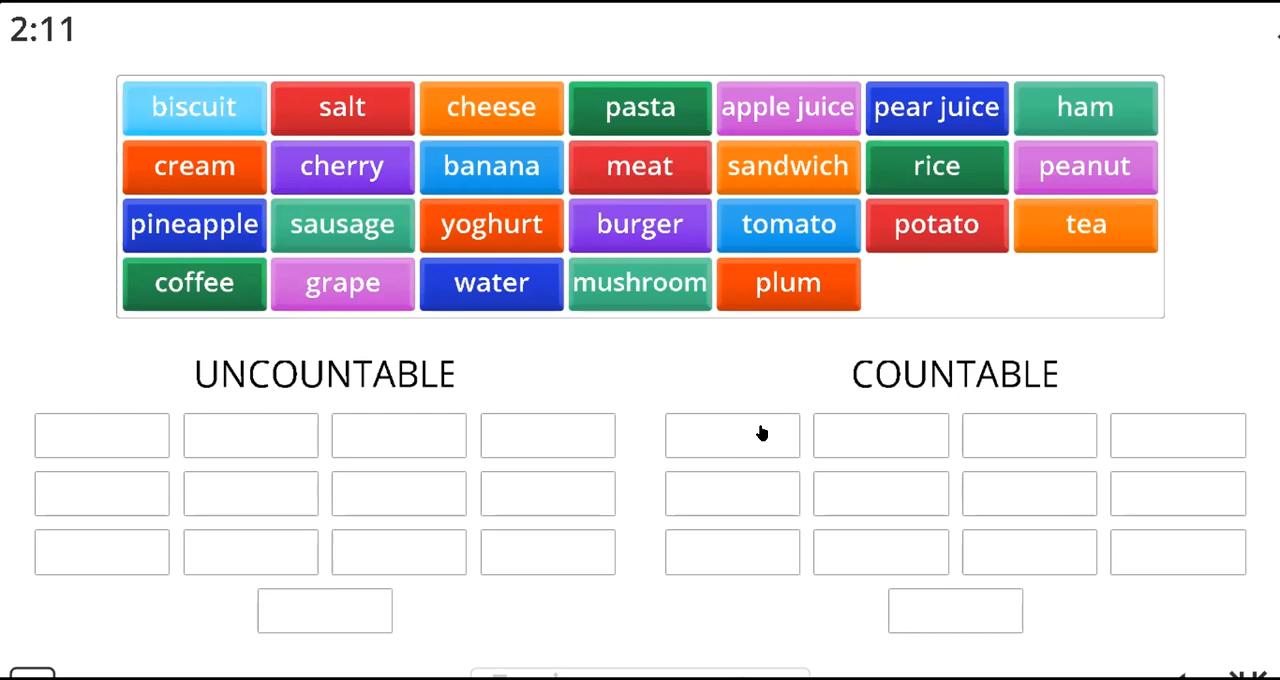 2:11
biscuit salt cheese pasta apple juice pear juice ham
cream cherry banana meat sandwich rice peanut
pineapple sausage yoghurt burger tomato potato tea
coffee grape water mushroom plum
UNCOUNTABLE COUNTABLE